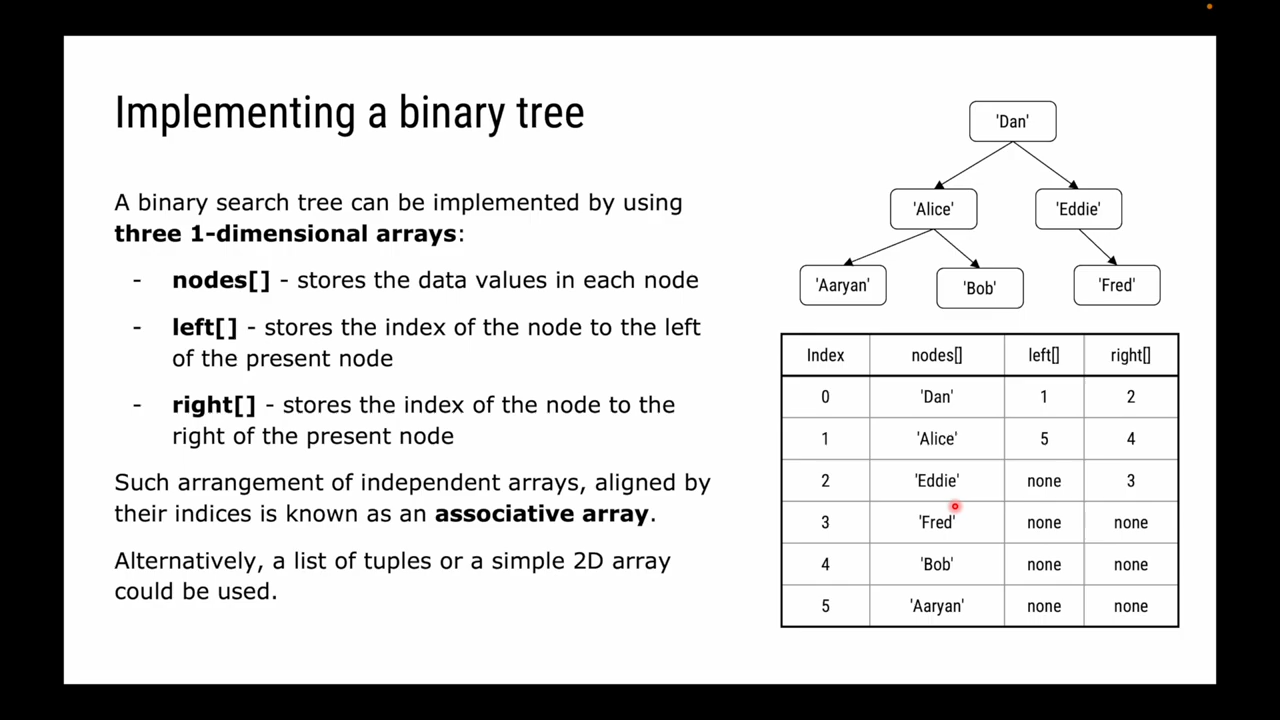 Implementing a binary tree
A binary search tree can be implemented by using
three 1-dimensional arrays:
- nodes[] - stores the data values in each node
- left[] - stores the index of the node to the left
of the present node
- right[] - stores the index of the node to the
right of the present node
Such arrangement of independent arrays, aligned by
their indices is known as an associative array.
Alternatively, a list of tuples or a simple 2D array
could be used.
'Dan'
'Alice' 'Eddie'
'Aaryan' 'Bob' 'Fred'
Index nodes[] left[] right[]
0 'Dan' 1 2
1 'Alice' 5 4
2 'Eddie' none 3
3 'Fred' none none
4 'Bob' none none
5 'Aaryan' none none